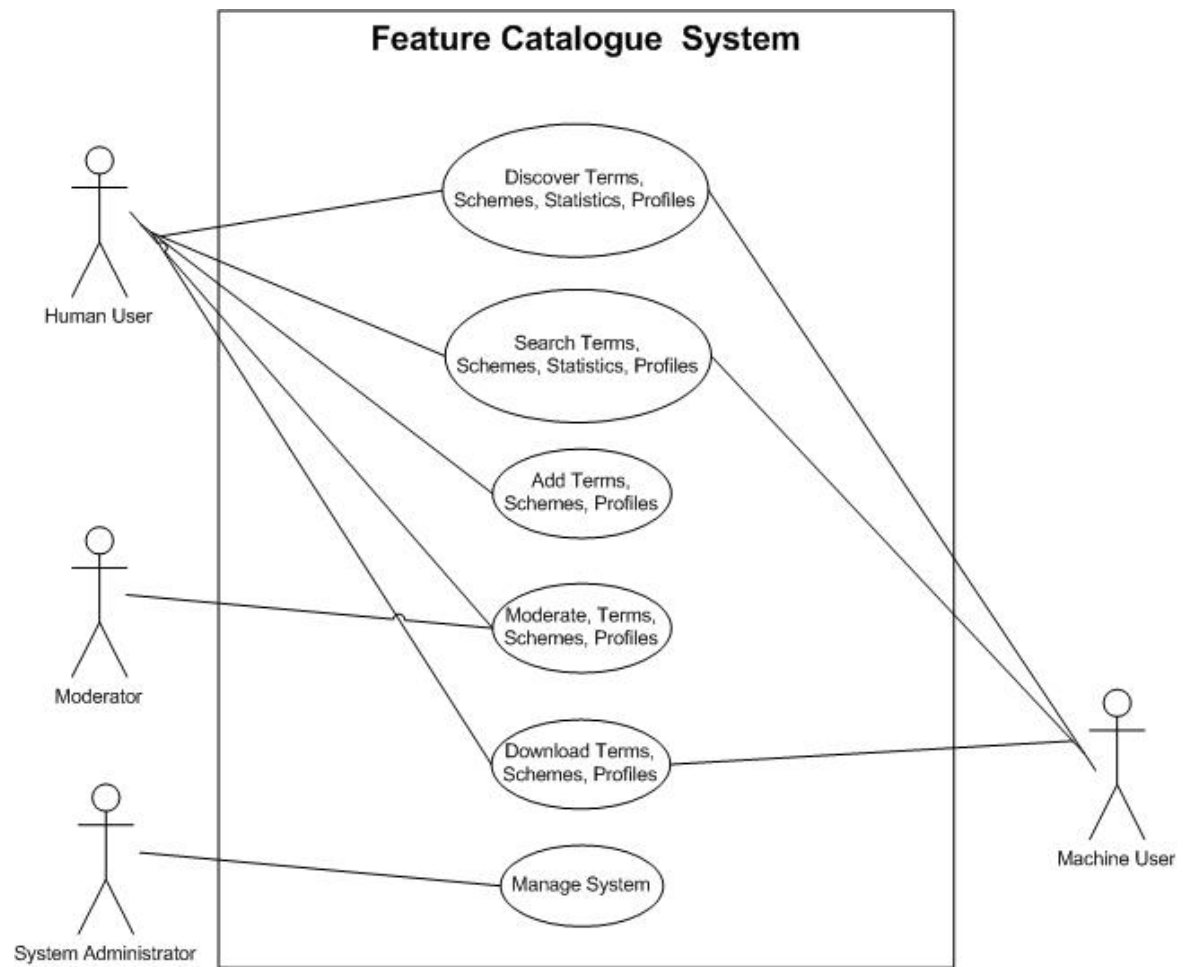 Feature Catalogue System
Discover Terms,
Schemes, Statistics, Profiles
Human User
Search Terms,
Schemes, Statistics, Profiles
Add Terms,
Schemes, Profiles
Moderate, Terms,
Schemes, Profiles
Moderator
Download Terms,
Schemes, Profiles
Machine User
Manage System
System Administrator